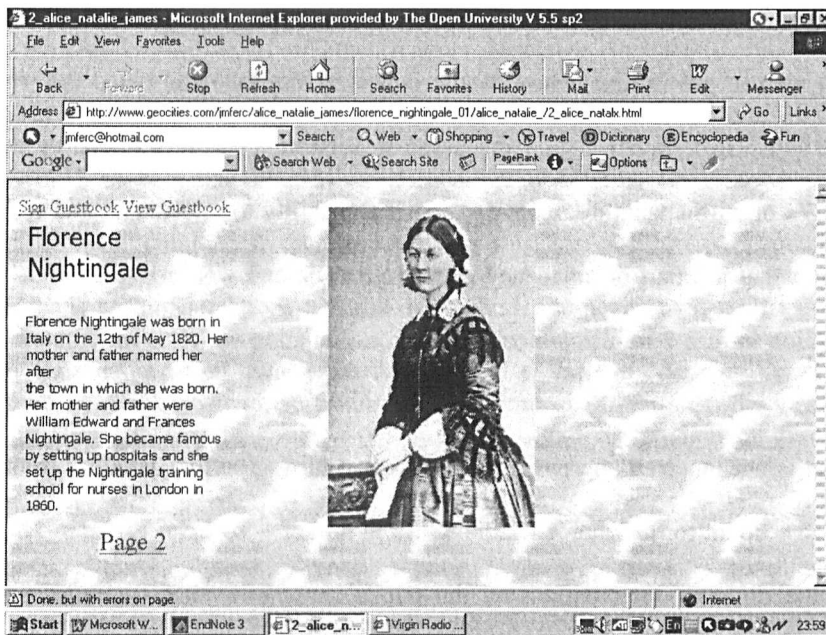 2_alice_natalie_james - Microsoft Internet Explorer provided by The Open University V 5.5 sp2
File Edit View Favorites Tools Help
Back Forward Stop Refresh Home Search Favorites History Mail Print Edit Messenger
Address http://www.geocities.com/jmferc/alice_natalie_james/florence_nightingale_01/alice_natalie_/2_alice_natalx.html Go Links
jmferc@hotmail.com Search: Web Shopping Travel Dictionary Encyclopedia Fun
Google Search Web Search Site PageRank Options
Sign Guestbook View Guestbook
Florence
Nightingale
Florence Nightingale was born in
Italy on the 12th of May 1820. Her
mother and father named her
after
the town in which she was born.
Her mother and father were
William Edward and Frances
Nightingale. She became famous
by setting up hospitals and she
set up the Nightingale training
school for nurses in London in
1860.
Page 2
Done, but with errors on page. Internet
Start Microsoft W... EndNote 3 2_alice_n... Virgin Radio ... En 23:59